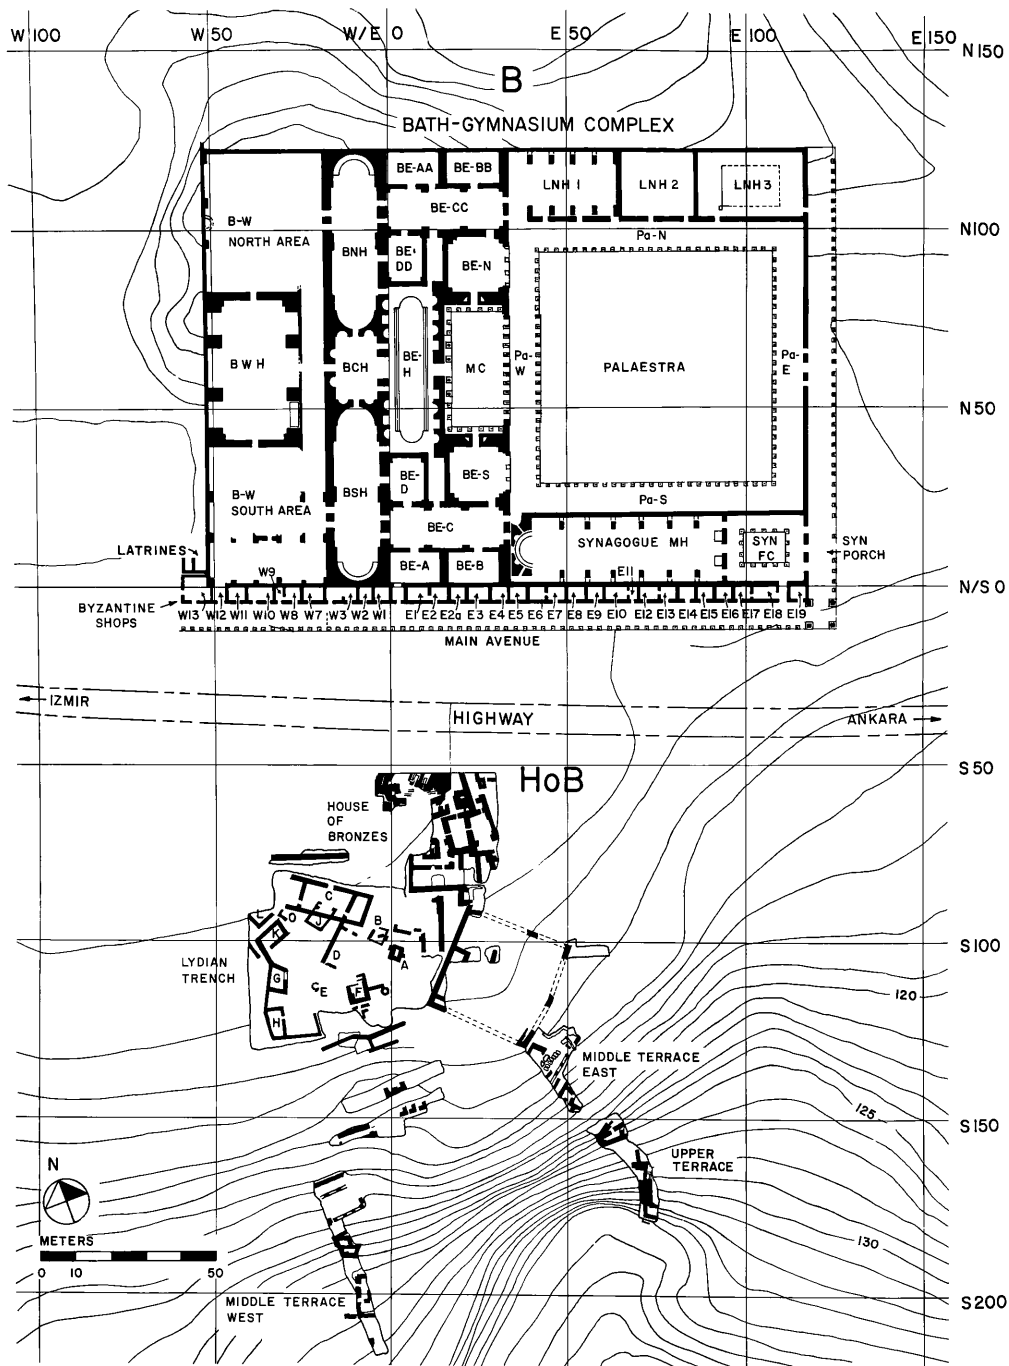 W 100 W 50 W/E 0 E 50 E 100 E 150
N 150
B
BATH-GYMNASIUM COMPLEX
BE-AA BE-BB
LNH 1 LNH 2 LNH 3
BE-CC
B-W
NORTH AREA
Pa-N
N100
BNH
BE-
DD
BE-N
BWH
BCH
BE-
H
MC
Pa-
W
PALAESTRA
Pa-
E
N50
BE-
D
BE-S
B-W
SOUTH AREA
BSH
Pa-S
BE-C
SYNAGOGUE MH
SYN
FC
SYN
PORCH
LATRINES
BE-A BE-B
W9
E11
N/S 0
BYZANTINE
SHOPS
W13 W12 W11 W10 W8 W7 W3 W2 W1 E1 E2 E2a E3 E4 E5 E6 E7 E8 E9 E10 E12 E13 E14 E15 E16 E17 E18 E19
MAIN AVENUE
IZMIR
HIGHWAY
ANKARA
S 50
HoB
HOUSE
OF
BRONZES
C
L
O
J
B
K
S100
D
A
LYDIAN
TRENCH
G
E
F
120
H
MIDDLE TERRACE
EAST
125
S 150
UPPER
TERRACE
N
130
METERS
0 10 50
MIDDLE TERRACE
WEST
S 200